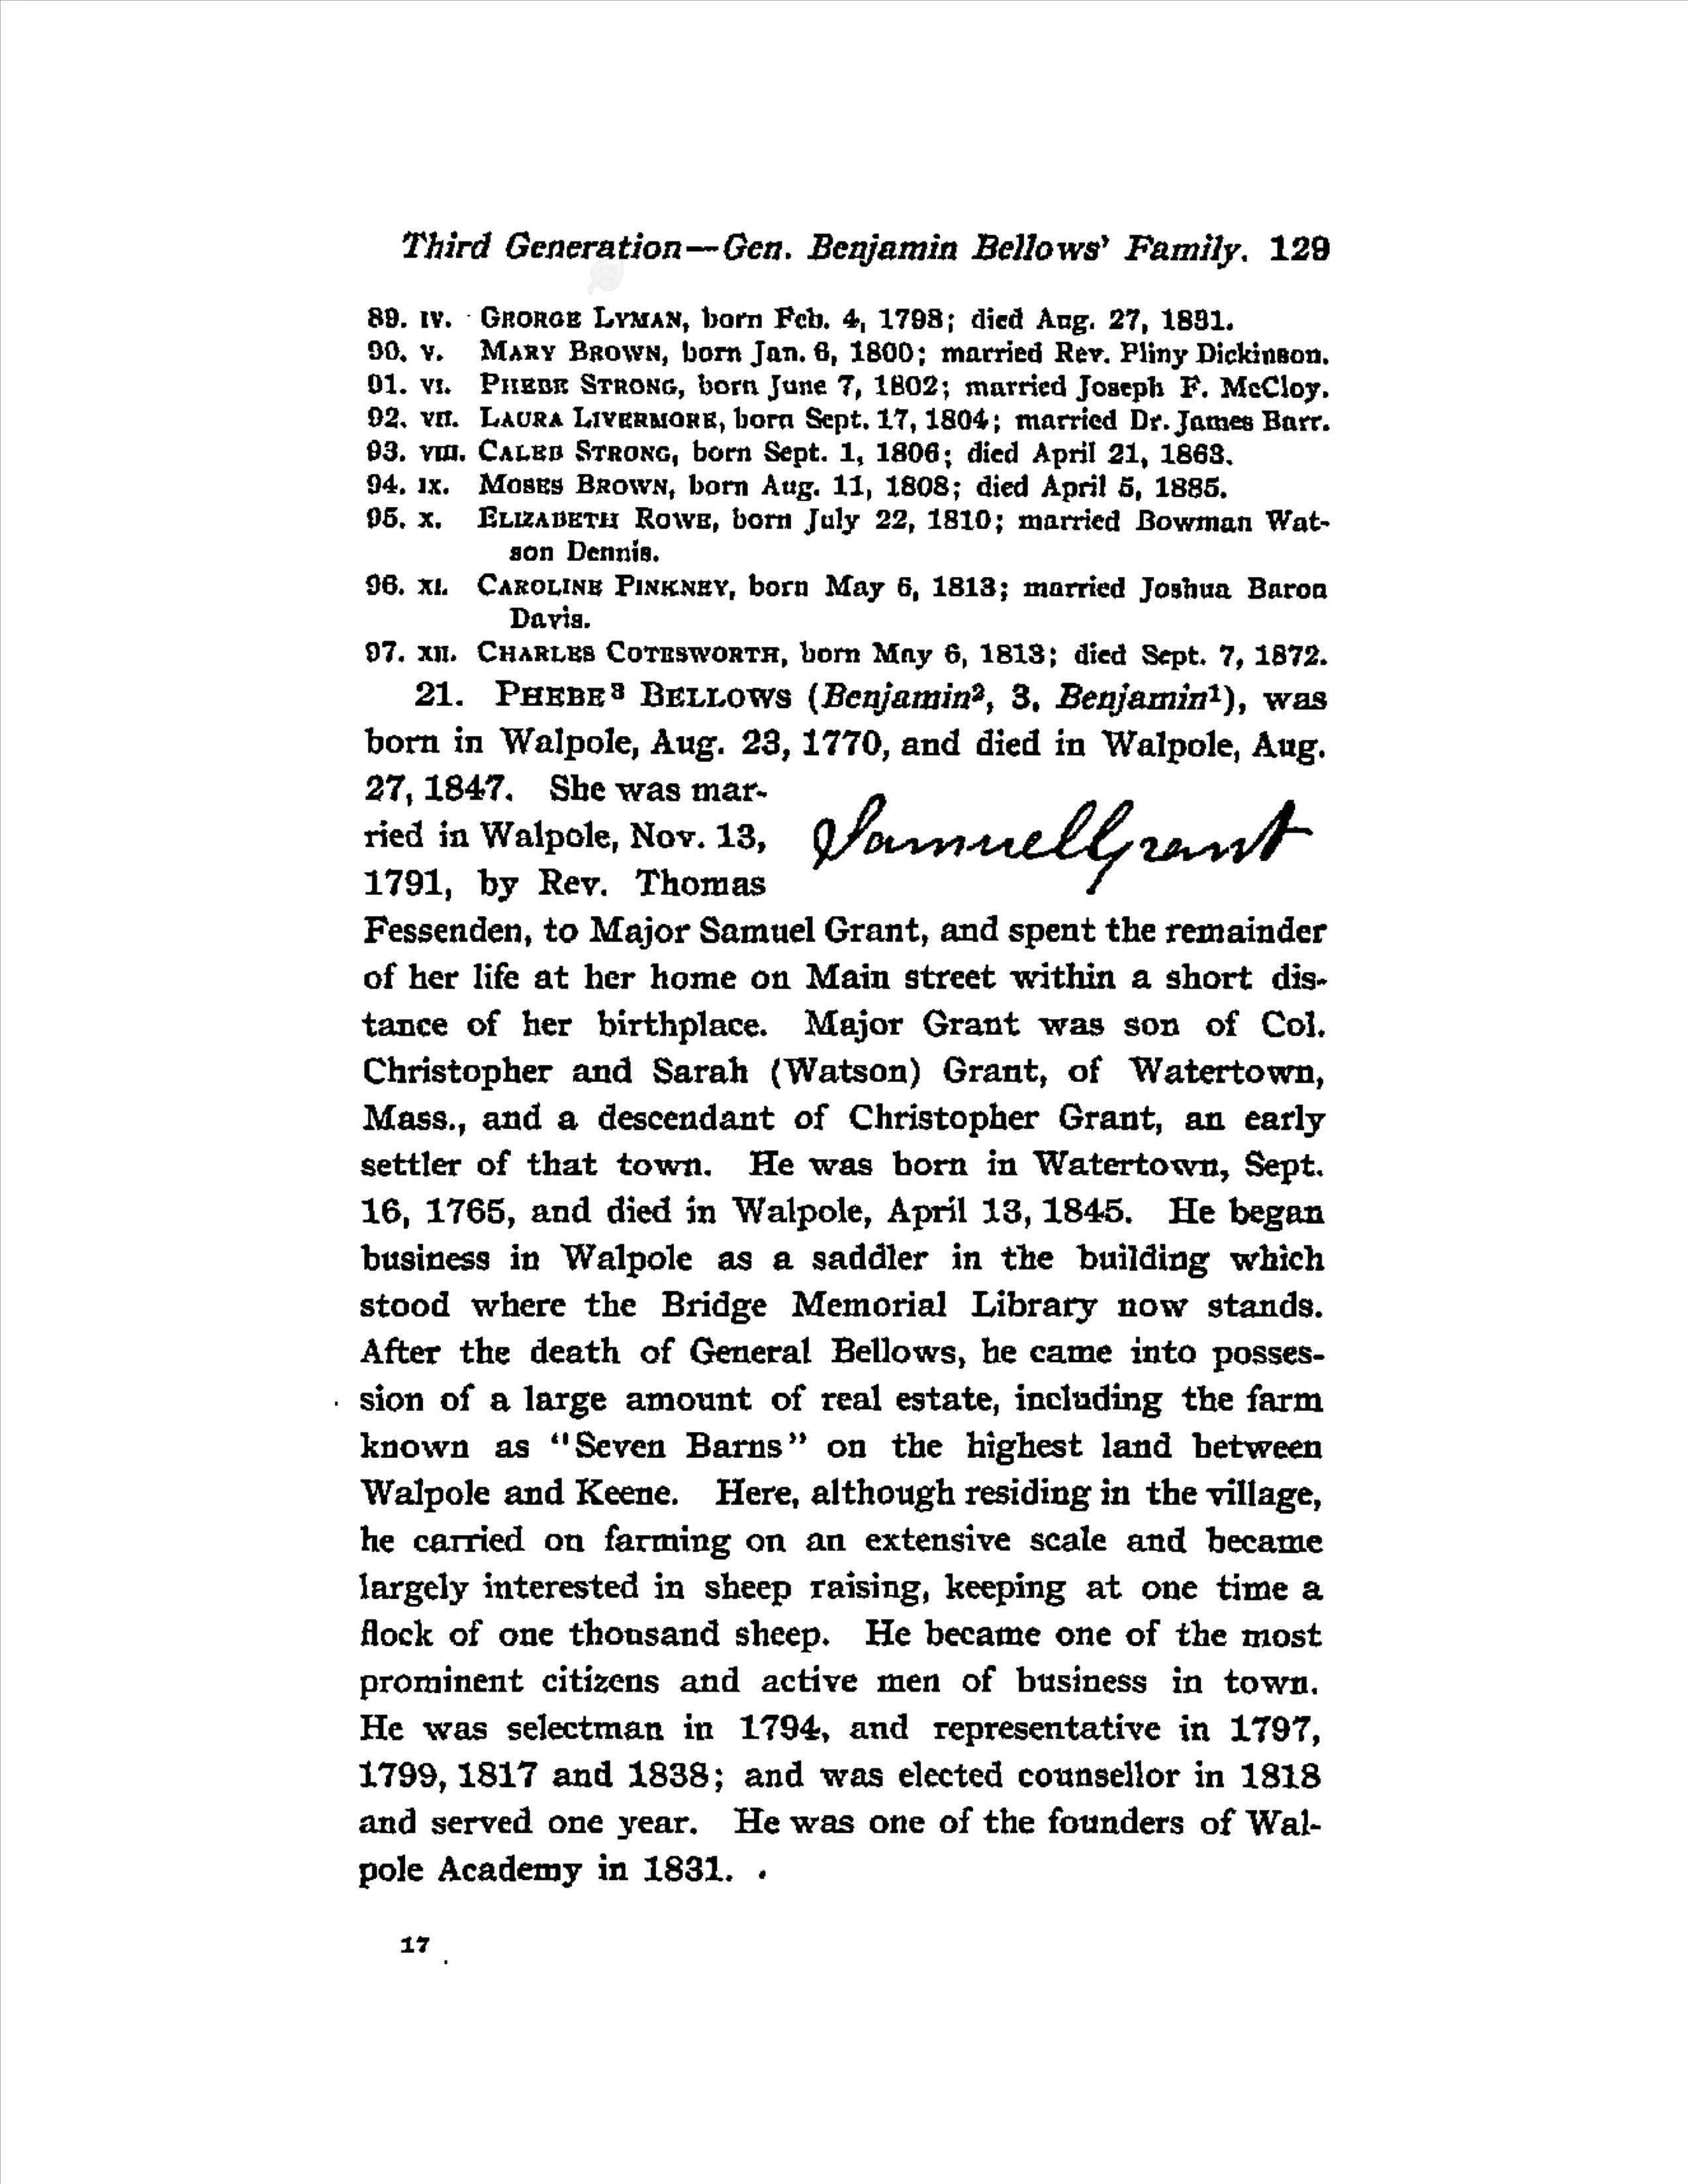 Third Generation—Gen. Benjamin Bellows' Family. 129
89. IV. GEORGE LYMAN, born Feb. 4, 1798; died Aug. 27, 1891.
90. V. MARY BROWN, born Jan. 6, 1800; married Rev. Pliny Dickinson.
91. VI. PHEBE STRONG, born June 7, 1802; married Joseph F. McCloy.
92. VII. LAURA LIVERMORE, born Sept. 17, 1804; married Dr. James Barr.
93. VIII. CALEB STRONG, born Sept. 1, 1806; died April 21, 1863.
94. IX. MOSES BROWN, born Aug. 11, 1808; died April 5, 1885.
95. X. ELIZABETH ROWE, born July 22, 1810; married Bowman Wat-
son Dennis.
96. XI. CAROLINE PINKNEY, born May 6, 1813; married Joshua Baron
Davis.
97. XII. CHARLES COTESWORTH, born May 6, 1813; died Sept. 7, 1872.
21. PHEBE³ BELLOWS (Benjamin², 3, Benjamin¹), was
born in Walpole, Aug. 23, 1770, and died in Walpole, Aug.
27, 1847. She was mar-
ried in Walpole, Nov. 13,
1791, by Rev. Thomas
Samuel Grant
Fessenden, to Major Samuel Grant, and spent the remainder
of her life at her home on Main street within a short dis-
tance of her birthplace. Major Grant was son of Col.
Christopher and Sarah (Watson) Grant, of Watertown,
Mass., and a descendant of Christopher Grant, an early
settler of that town. He was born in Watertown, Sept.
16, 1765, and died in Walpole, April 13, 1845. He began
business in Walpole as a saddler in the building which
stood where the Bridge Memorial Library now stands.
After the death of General Bellows, he came into posses-
sion of a large amount of real estate, including the farm
known as "Seven Barns" on the highest land between
Walpole and Keene. Here, although residing in the village,
he carried on farming on an extensive scale and became
largely interested in sheep raising, keeping at one time a
flock of one thousand sheep. He became one of the most
prominent citizens and active men of business in town.
He was selectman in 1794, and representative in 1797,
1799, 1817 and 1838; and was elected counsellor in 1818
and served one year. He was one of the founders of Wal-
pole Academy in 1831.
17